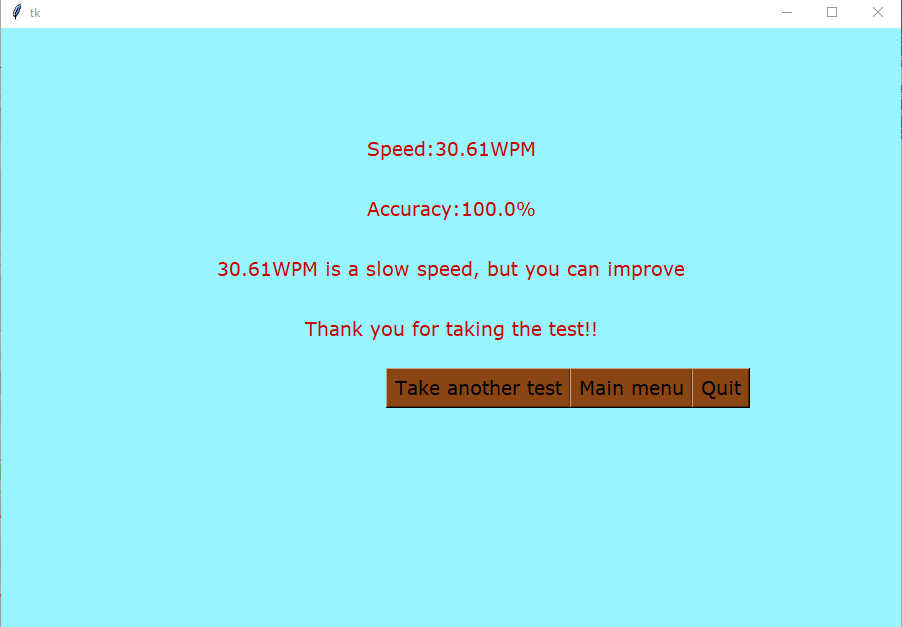 tk
Speed:30.61WPM
Accuracy:100.0%
30.61WPM is a slow speed, but you can improve
Thank you for taking the test!!
Take another test Main menu Quit